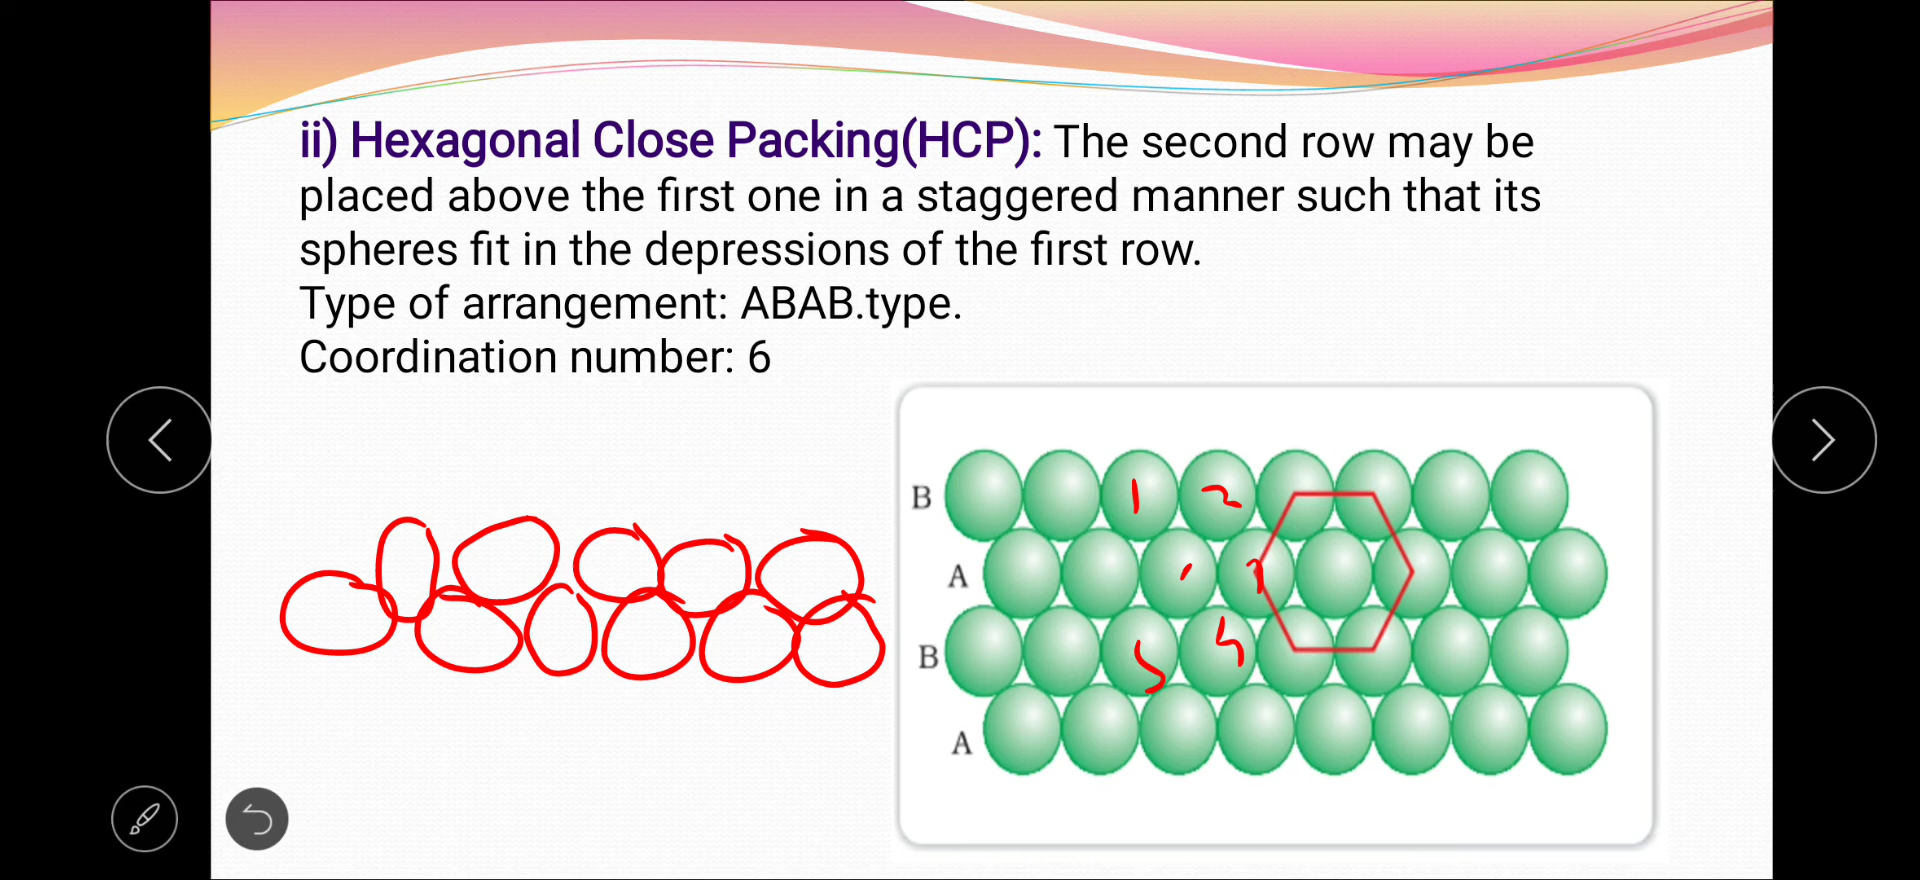 ii) Hexagonal Close Packing(HCP): The second row may be
placed above the first one in a staggered manner such that its
spheres fit in the depressions of the first row.
Type of arrangement: ABAB.type.
Coordination number: 6
B
1 2
A
3
B
5 4
A